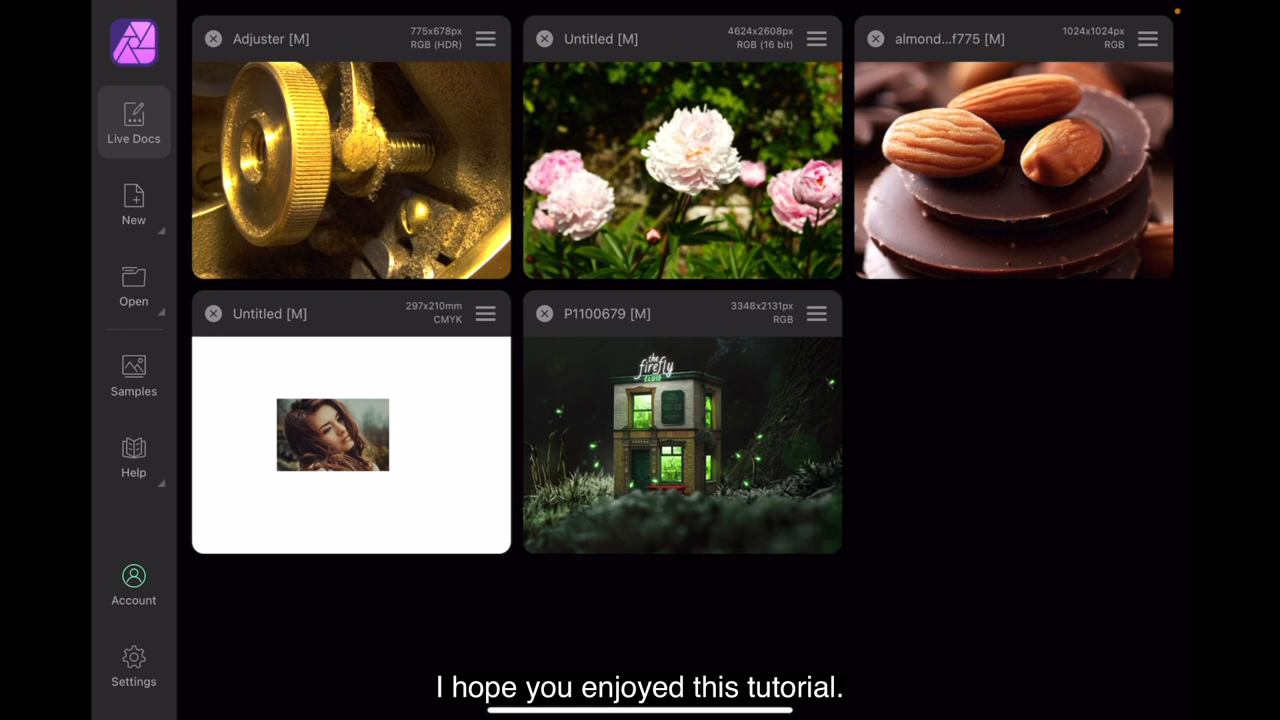 Adjuster [M]
775x678px
RGB (HDR)
Untitled [M]
4624x2608px
RGB (16 bit)
almond...f775 [M]
1024x1024px
RGB
Live Docs
New
Open
Samples
Help
Account
Settings
Untitled [M]
297x210mm
CMYK
P1100679 [M]
3348x2131px
RGB
the
firefly
CLUB
I hope you enjoyed this tutorial.